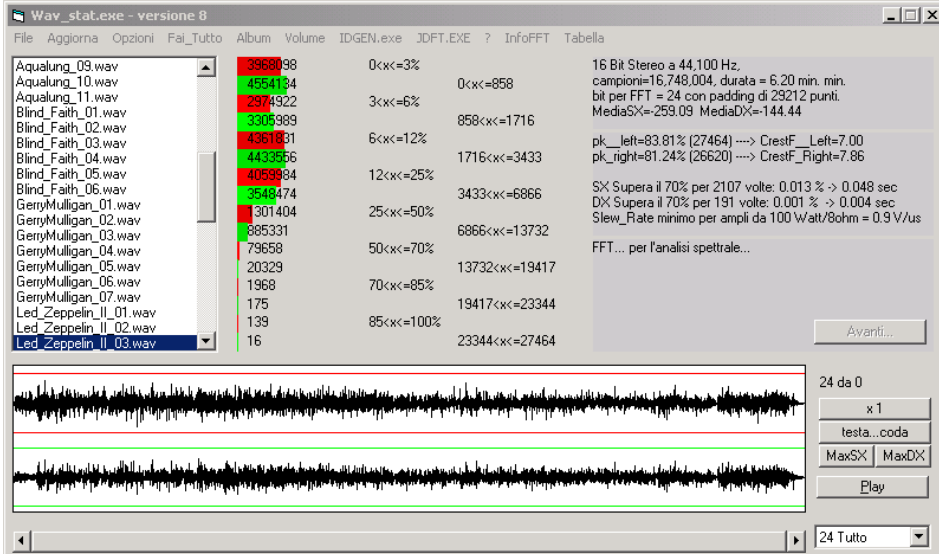 Wav_stat.exe - versione 8
File Aggiorna Opzioni Fai_Tutto Album Volume IDGEN.exe JDFT.EXE ? InfoFFT Tabella
Aqualung_09.wav
Aqualung_10.wav
Aqualung_11.wav
Blind_Faith_01.wav
Blind_Faith_02.wav
Blind_Faith_03.wav
Blind_Faith_04.wav
Blind_Faith_05.wav
Blind_Faith_06.wav
GerryMulligan_01.wav
GerryMulligan_02.wav
GerryMulligan_03.wav
GerryMulligan_04.wav
GerryMulligan_05.wav
GerryMulligan_06.wav
GerryMulligan_07.wav
Led_Zeppelin_II_01.wav
Led_Zeppelin_II_02.wav
Led_Zeppelin_II_03.wav
3968098 0<x<=3%
4554134 0<x<=858
2974922 3<x<=6%
3305989 858<x<=1716
4361831 6<x<=12%
4433556 1716<x<=3433
4059984 12<x<=25%
3548474 3433<x<=6866
1301404 25<x<=50%
885331 6866<x<=13732
79658 50<x<=70%
20329 13732<x<=19417
1968 70<x<=85%
175 19417<x<=23344
139 85<x<=100%
16 23344<x<=27464
16 Bit Stereo a 44,100 Hz,
campioni=16,748,004, durata = 6.20 min. min.
bit per FFT = 24 con padding di 29212 punti.
MediaSX=-259.09 MediaDX=-144.44
pk__left=83.81% (27464) ----> CrestF__Left=7.00
pk_right=81.24% (26620) ----> CrestF_Right=7.86
SX Supera il 70% per 2107 volte: 0.013 % -> 0.048 sec
DX Supera il 70% per 191 volte: 0.001 % -> 0.004 sec
Slew_Rate minimo per ampli da 100 Watt/8ohm = 0.9 V/us
FFT... per l'analisi spettrale...
Avanti...
24 da 0
x 1
testa...coda
MaxSX MaxDX
Play
24 Tutto